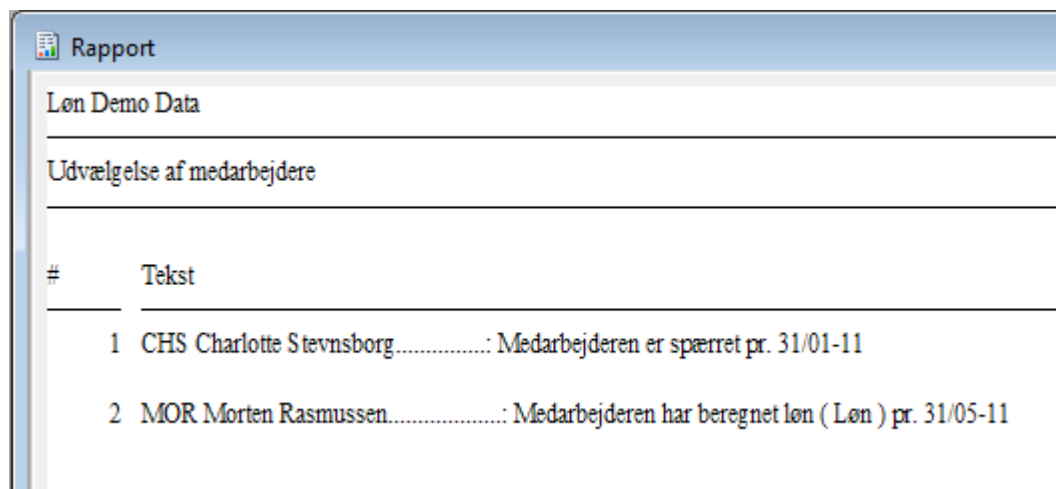 Rapport
Løn Demo Data
Udvælgelse af medarbejdere
# Tekst
1 CHS Charlotte Stevnsborg...............: Medarbejderen er spærret pr. 31/01-11
2 MOR Morten Rasmussen...................: Medarbejderen har beregnet løn ( Løn ) pr. 31/05-11